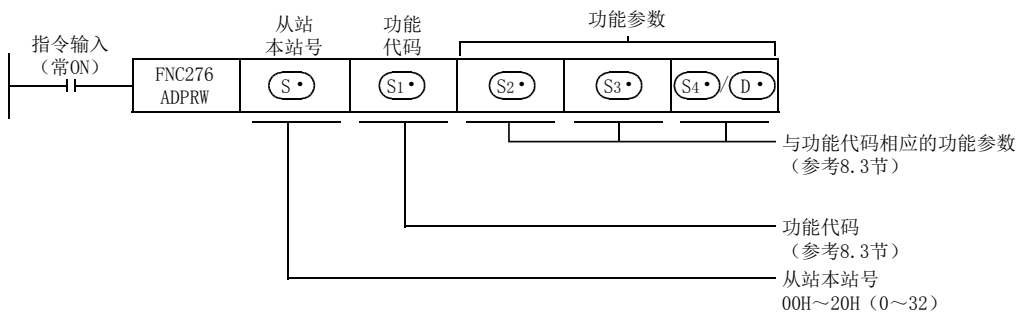 从站
本站号
功能
代码
功能参数
指令输入
（常ON）
FNC276
ADPRW
S•
S1•
S2•
S3•
S4•/D•
与功能代码相应的功能参数
（参考8.3节）
功能代码
（参考8.3节）
从站本站号
00H～20H（0～32）